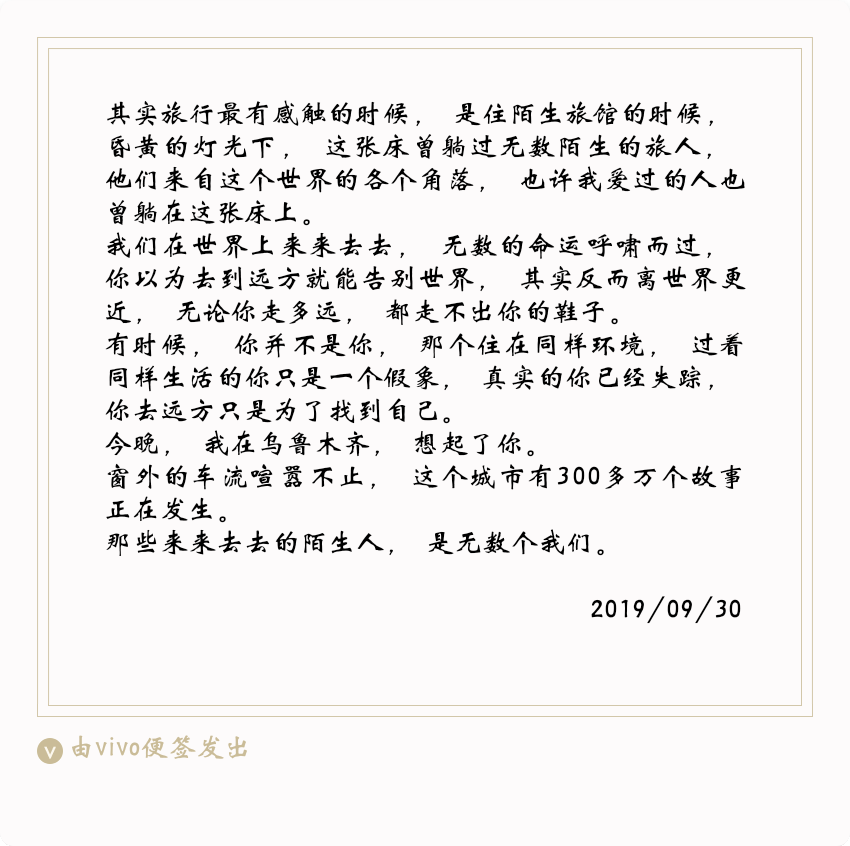 其实旅行最有感触的时候， 是住陌生旅馆的时候，
昏黄的灯光下， 这张床曾躺过无数陌生的旅人，
他们来自这个世界的各个角落， 也许我爱过的人也
曾躺在这张床上。
我们在世界上来来去去， 无数的命运呼啸而过，
你以为去到远方就能告别世界， 其实反而离世界更
近， 无论你走多远， 都走不出你的鞋子。
有时候， 你并不是你， 那个住在同样环境， 过着
同样生活的你只是一个假象， 真实的你已经失踪，
你去远方只是为了找到自己。
今晚， 我在乌鲁木齐， 想起了你。
窗外的车流喧嚣不止， 这个城市有300多万个故事
正在发生。
那些来来去去的陌生人， 是无数个我们。
2019/09/30
V 由vivo便签发出